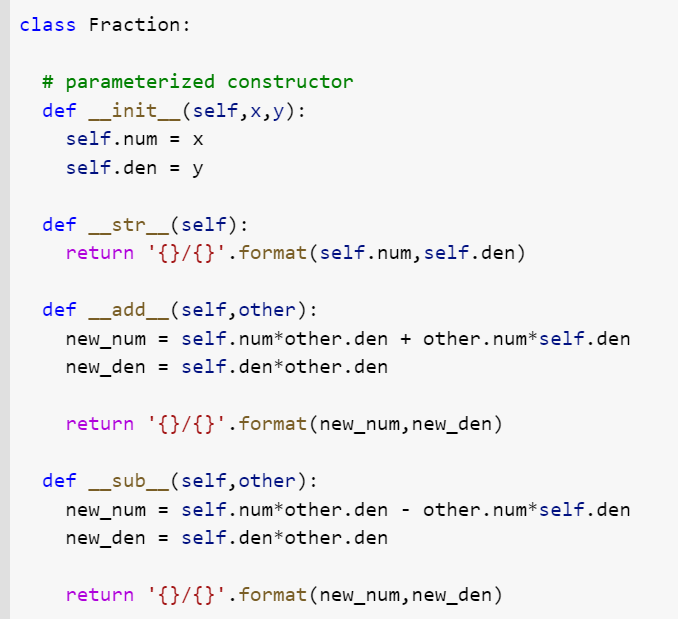 class Fraction:
  # parameterized constructor
  def __init__(self,x,y):
    self.num = x
    self.den = y
  def __str__(self):
    return '{}/{}'.format(self.num,self.den)
  def __add__(self,other):
    new_num = self.num*other.den + other.num*self.den
    new_den = self.den*other.den
    return '{}/{}'.format(new_num,new_den)
  def __sub__(self,other):
    new_num = self.num*other.den - other.num*self.den
    new_den = self.den*other.den
    return '{}/{}'.format(new_num,new_den)